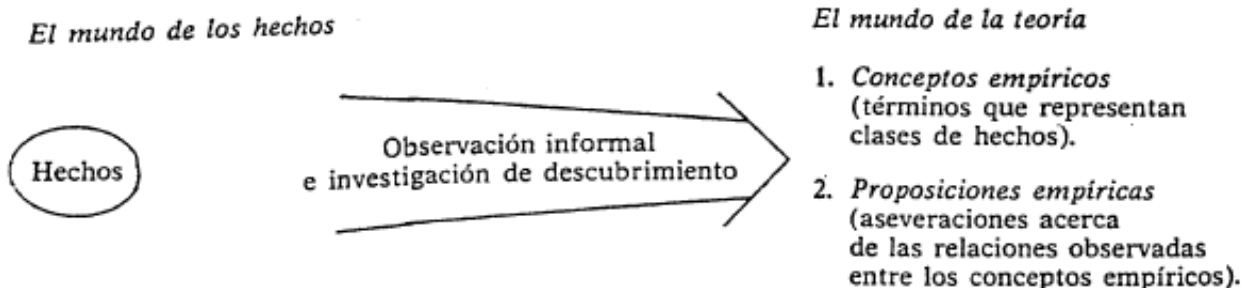 El mundo de los hechos
Hechos
Observación informal
e investigación de descubrimiento
El mundo de la teoría
1. Conceptos empíricos
(términos que representan
clases de hechos).
2. Proposiciones empíricas
(aseveraciones acerca
de las relaciones observadas
entre los conceptos empíricos).